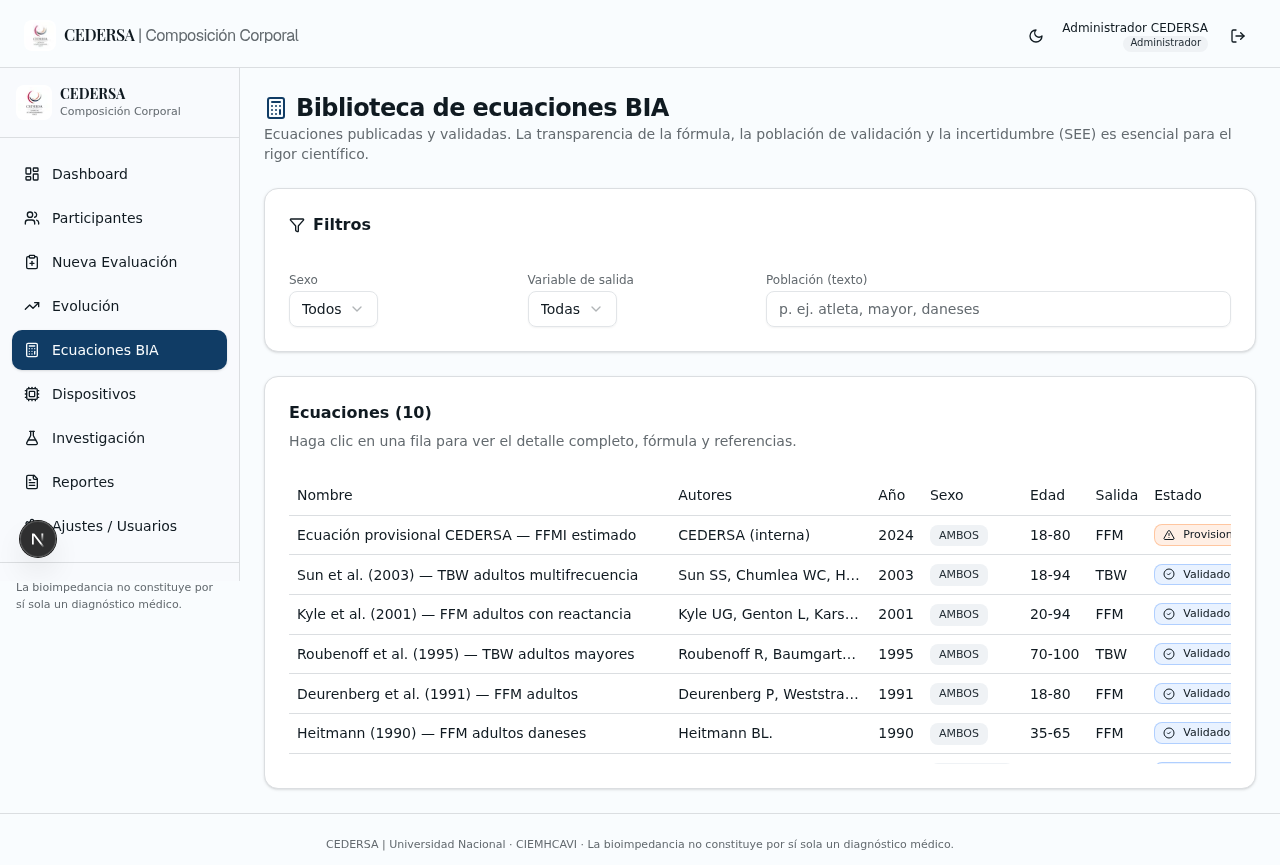 CEDERSA | Composición Corporal
Administrador CEDERSA
Administrador
CEDERSA
Composición Corporal
Dashboard
Participantes
Nueva Evaluación
Evolución
Ecuaciones BIA
Dispositivos
Investigación
Reportes
Ajustes / Usuarios
N
La bioimpedancia no constituye por
sí sola un diagnóstico médico.
Biblioteca de ecuaciones BIA
Ecuaciones publicadas y validadas. La transparencia de la fórmula, la población de validación y la incertidumbre (SEE) es esencial para el
rigor científico.
Filtros
Sexo
Variable de salida
Población (texto)
Todos
Todas
p. ej. atleta, mayor, daneses
Ecuaciones (10)
Haga clic en una fila para ver el detalle completo, fórmula y referencias.
Nombre Autores Año Sexo Edad Salida Estado
Ecuación provisional CEDERSA — FFMI estimado CEDERSA (interna) 2024 AMBOS 18-80 FFM Provision
Sun et al. (2003) — TBW adultos multifrecuencia Sun SS, Chumlea WC, H... 2003 AMBOS 18-94 TBW Validado
Kyle et al. (2001) — FFM adultos con reactancia Kyle UG, Genton L, Kars... 2001 AMBOS 20-94 FFM Validado
Roubenoff et al. (1995) — TBW adultos mayores Roubenoff R, Baumgart... 1995 AMBOS 70-100 TBW Validado
Deurenberg et al. (1991) — FFM adultos Deurenberg P, Weststra... 1991 AMBOS 18-80 FFM Validado
Heitmann (1990) — FFM adultos daneses Heitmann BL. 1990 AMBOS 35-65 FFM Validado
CEDERSA | Universidad Nacional · CIEMHCAVI · La bioimpedancia no constituye por sí sola un diagnóstico médico.